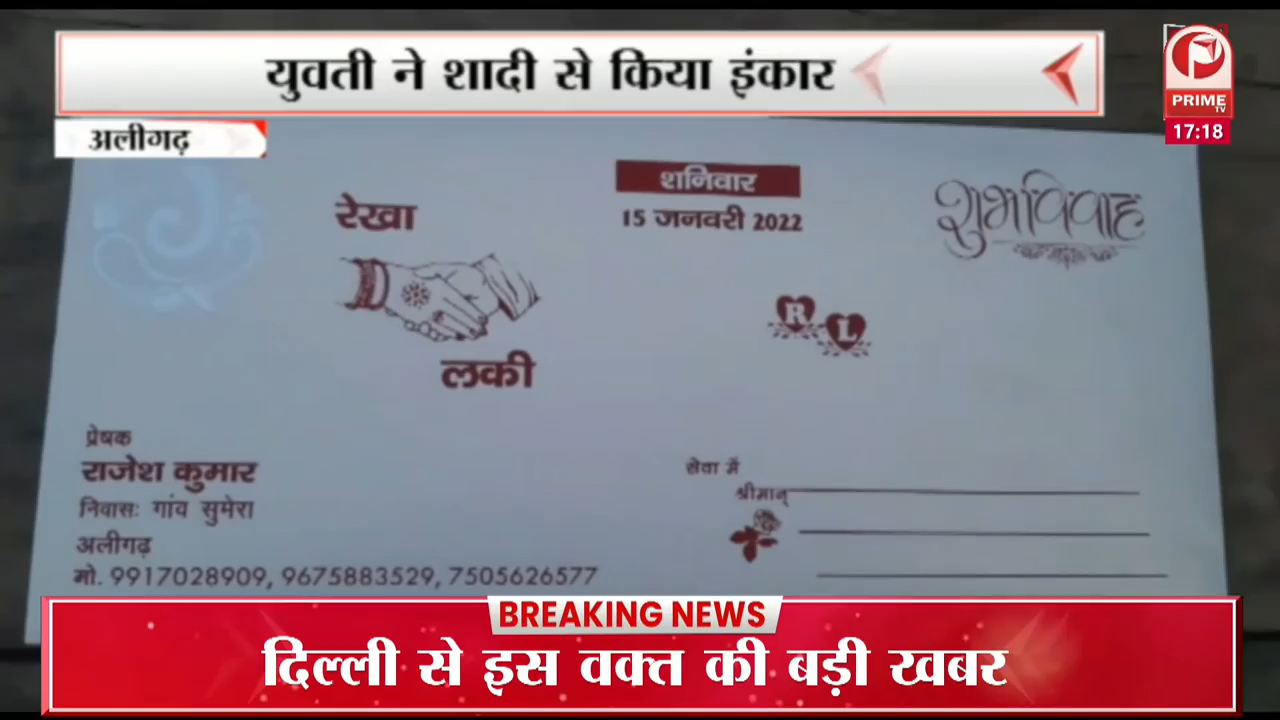 युवती ने शादी से किया इंकार
PRIME
TV
17:18
अलीगढ़
शनिवार
15 जनवरी 2022
शुभविवाह
रेखा
R L
लकी
प्रेषक
राजेश कुमार
निवासः गांव सुमेरा
अलीगढ़
मो. 9917028909, 9675883529, 7505626577
सेवा में
श्रीमान्
BREAKING NEWS
दिल्ली से इस वक्त की बड़ी खबर